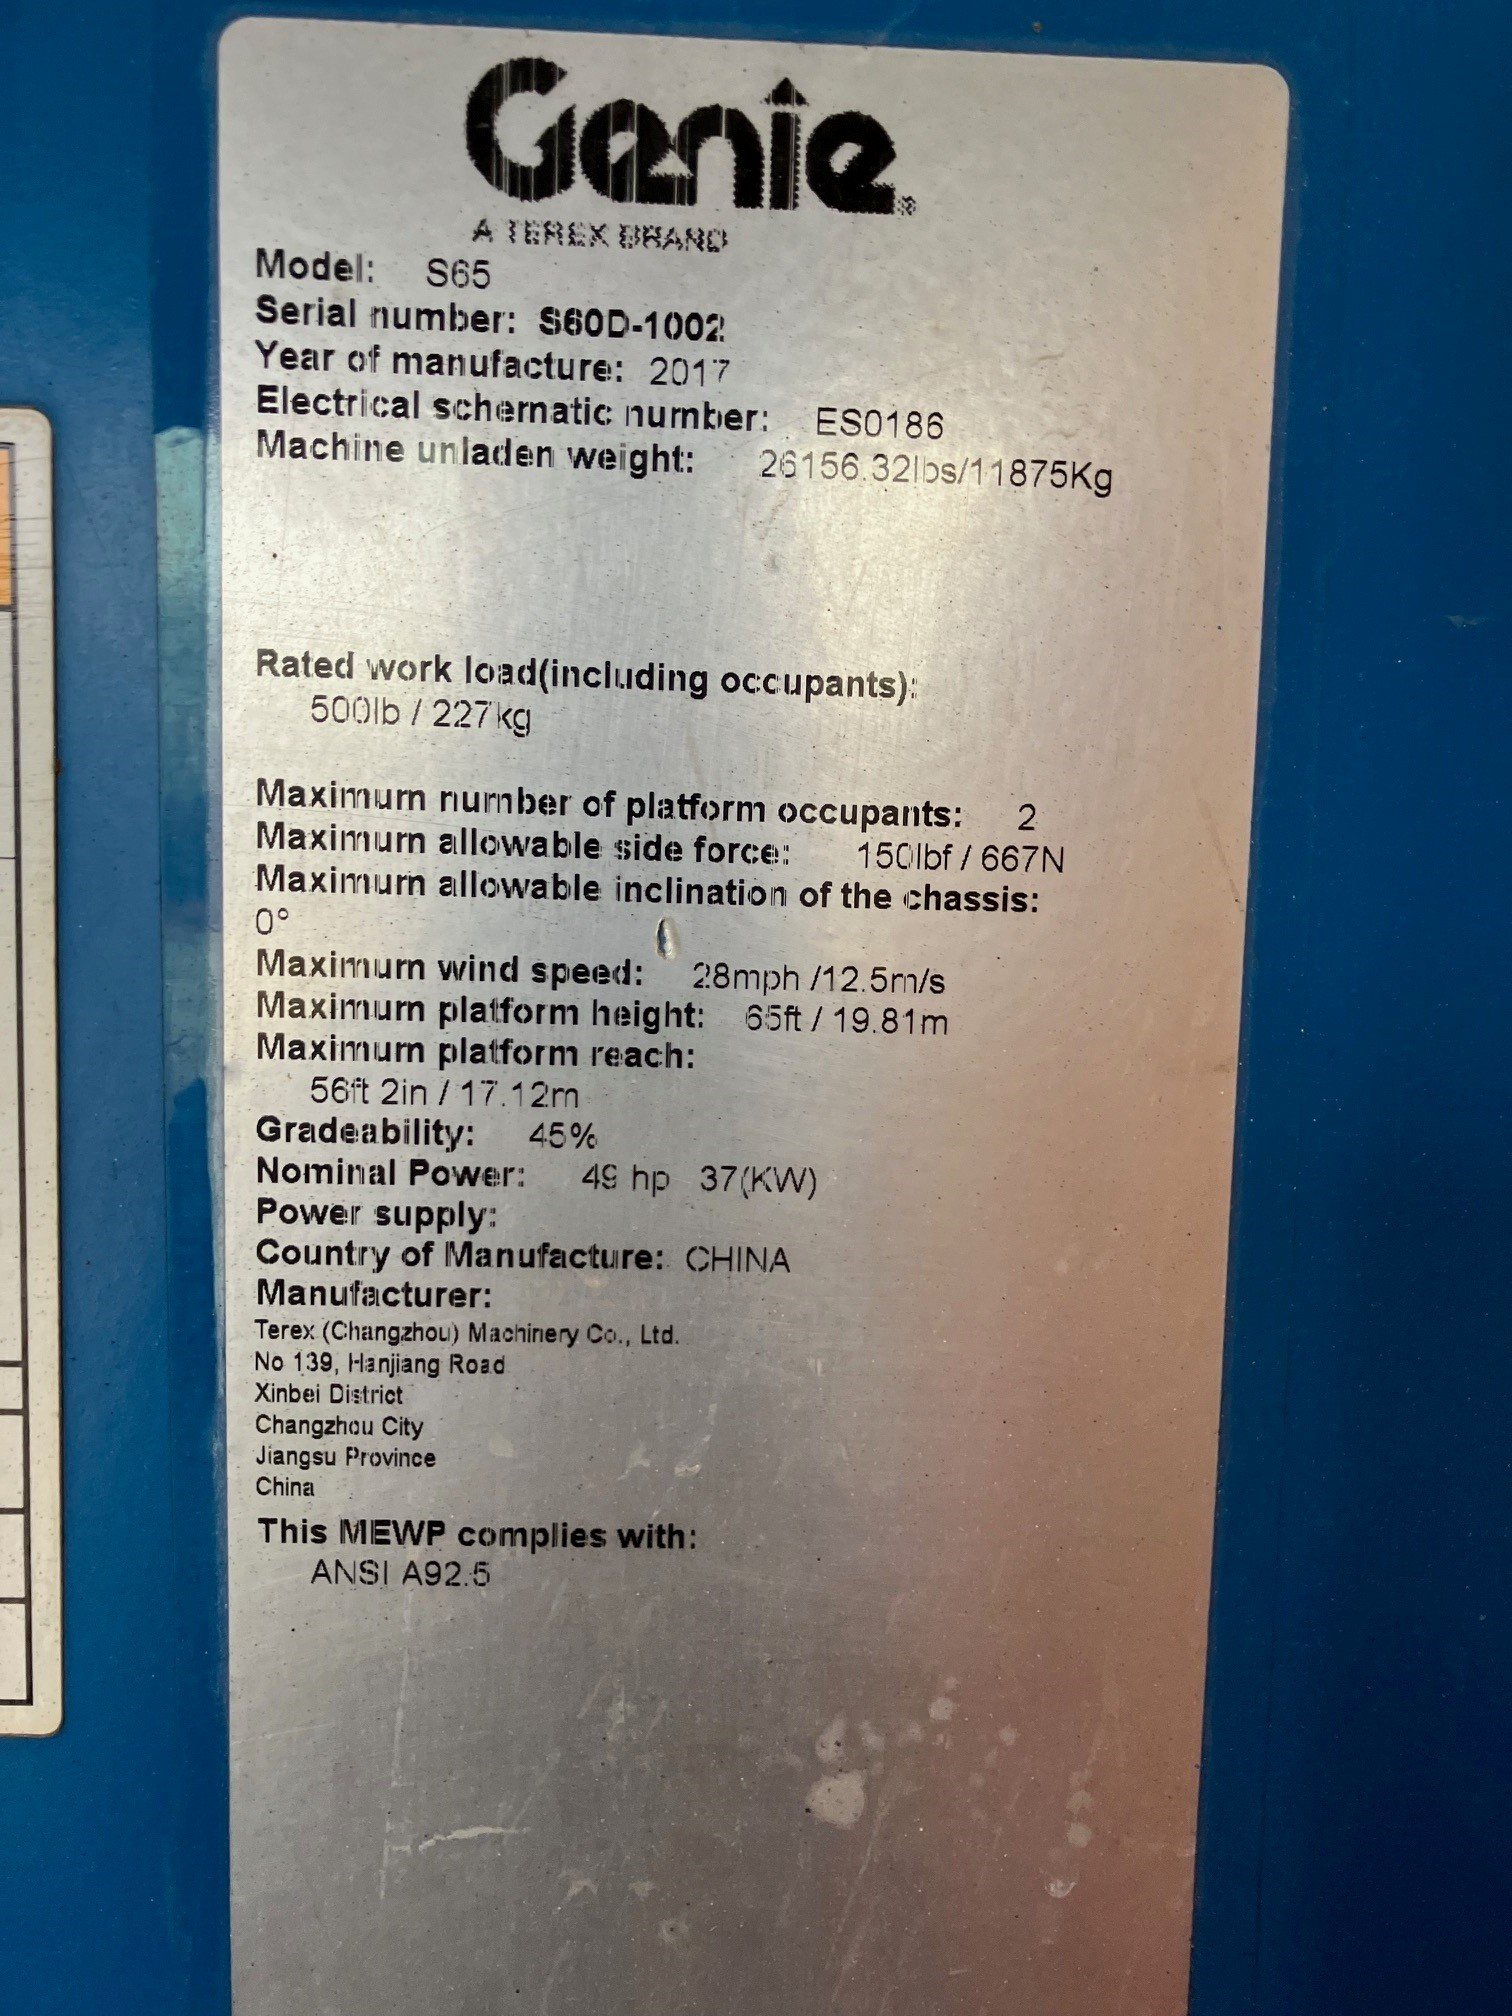 Genie®
A TEREX BRAND
Model: S65
Serial number: S60D-1002
Year of manufacture: 2017
Electrical schematic number: ES0186
Machine unladen weight: 26156.32lbs/11875Kg
Rated work load(including occupants):
500lb / 227kg
Maximum number of platform occupants: 2
Maximum allowable side force: 150lbf / 667N
Maximum allowable inclination of the chassis:
0°
Maximum wind speed: 28mph /12.5m/s
Maximum platform height: 65ft / 19.81m
Maximum platform reach:
56ft 2in / 17.12m
Gradeability: 45%
Nominal Power: 49 hp 37(KW)
Power supply:
Country of Manufacture: CHINA
Manufacturer:
Terex (Changzhou) Machinery Co., Ltd.
No 139, Hanjiang Road
Xinbei District
Changzhou City
Jiangsu Province
China
This MEWP complies with:
ANSI A92.5